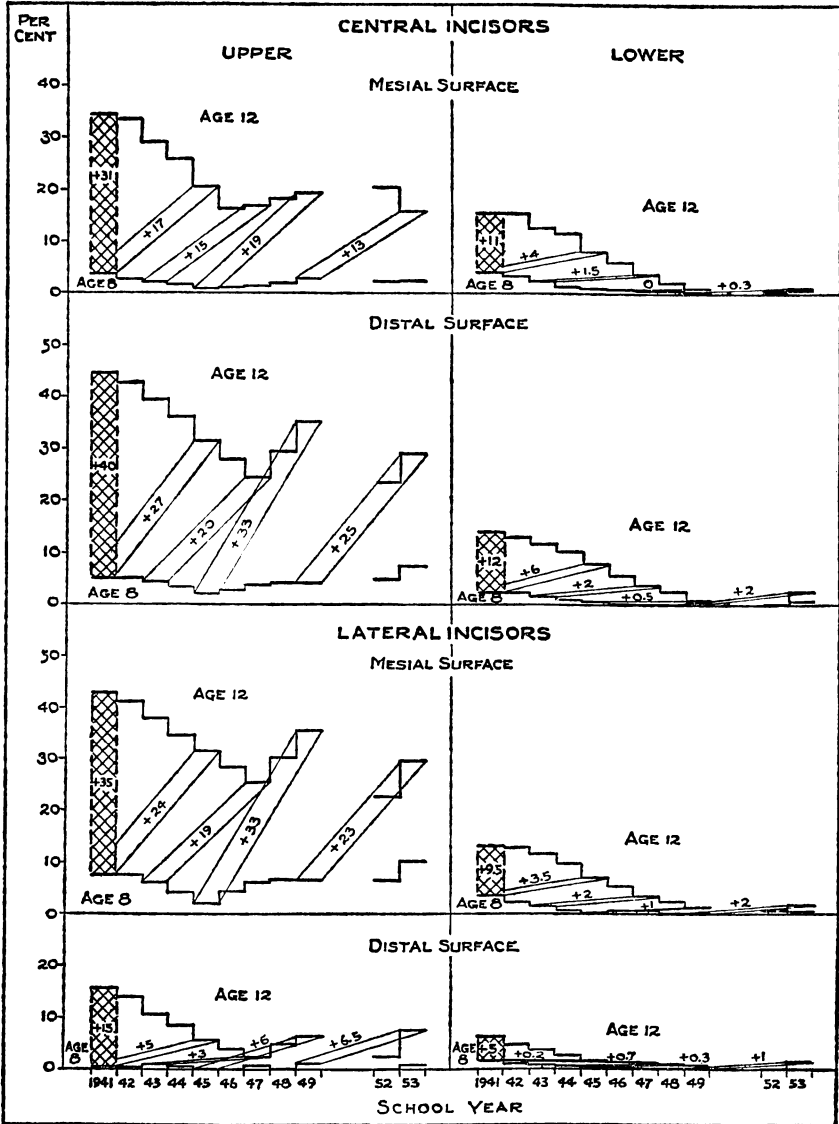 PER CENT
CENTRAL INCISORS
UPPER
LOWER
MESIAL SURFACE
40
30
20
10
0
AGE 12
+31
+17
+15
+19
+13
AGE 8
AGE 12
+11
+4
+1.5
0
+0.3
AGE 8
DISTAL SURFACE
50
40
30
20
10
0
AGE 12
+40
+27
+20
+33
+25
AGE 8
AGE 12
+12
+6
+2
+0.5
+2
AGE 8
LATERAL INCISORS
MESIAL SURFACE
50
40
30
20
10
0
AGE 12
+35
+24
+19
+33
+23
AGE 8
AGE 12
+9.5
+3.5
+2
+1
+2
AGE 8
DISTAL SURFACE
20
10
0
AGE 12
+15
+5
+3
+6
+6.5
AGE 8
AGE 12
+5
+0.2
+0.7
+0.3
+1
AGE 8
1941 42 43 44 45 46 47 48 49 52 53
1941 42 43 44 45 46 47 48 49 52 53
SCHOOL YEAR